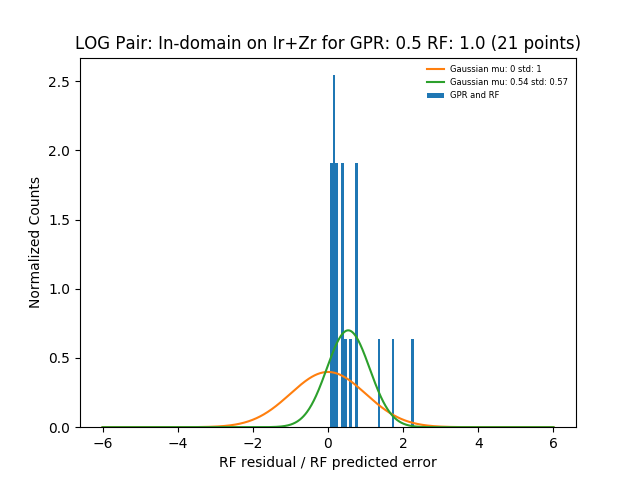 LOG Pair: In-domain on Ir+Zr for GPR: 0.5 RF: 1.0 (21 points)
Gaussian mu: 0 std: 1
Gaussian mu: 0.54 std: 0.57
GPR and RF
Normalized Counts
2.5
2.0
1.5
1.0
0.5
0.0
−6 −4 −2 0 2 4 6
RF residual / RF predicted error